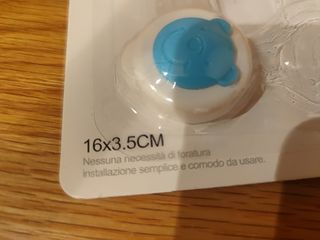 16x3.5CM
Nessuna necessità di foratura
installazione semplice e comodo da usare.